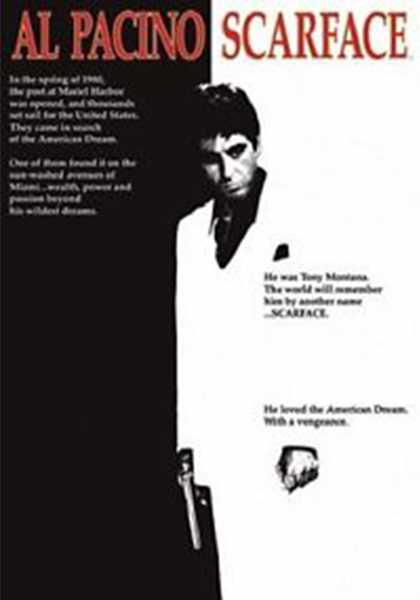 AL PACINO SCARFACE
In the spring of 1980,
the port at Mariel Harbor
was opened, and thousands
set sail for the United States.
They came in search
of the American Dream.
One of them found it on the
sun-washed avenues of
Miami...wealth, power and
passion beyond
his wildest dreams.
He was Tony Montana.
The world will remember
him by another name
...SCARFACE.
He loved the American Dream.
With a vengeance.